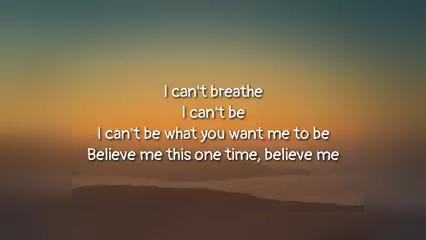 I can't breathe
I can't be
I can't be what you want me to be
Believe me this one time, believe me